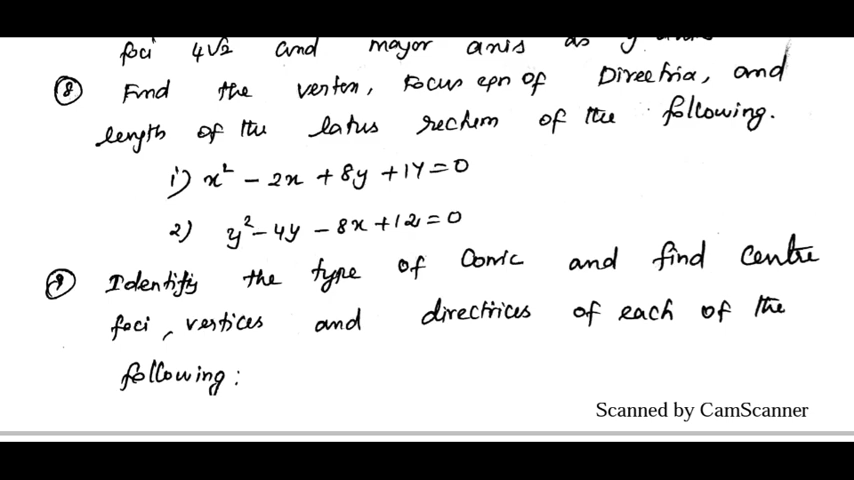 foci 4√2 and major axis as y
⑧ Find the vertex, Focus eqn of Directrix, and
length of the latus rectum of the following.
i) x² - 2x + 8y + 17 = 0
2) y² - 4y - 8x + 12 = 0
⑨ Identify the type of Conic and find Centre
foci, vertices and directrices of each of the
following:
Scanned by CamScanner